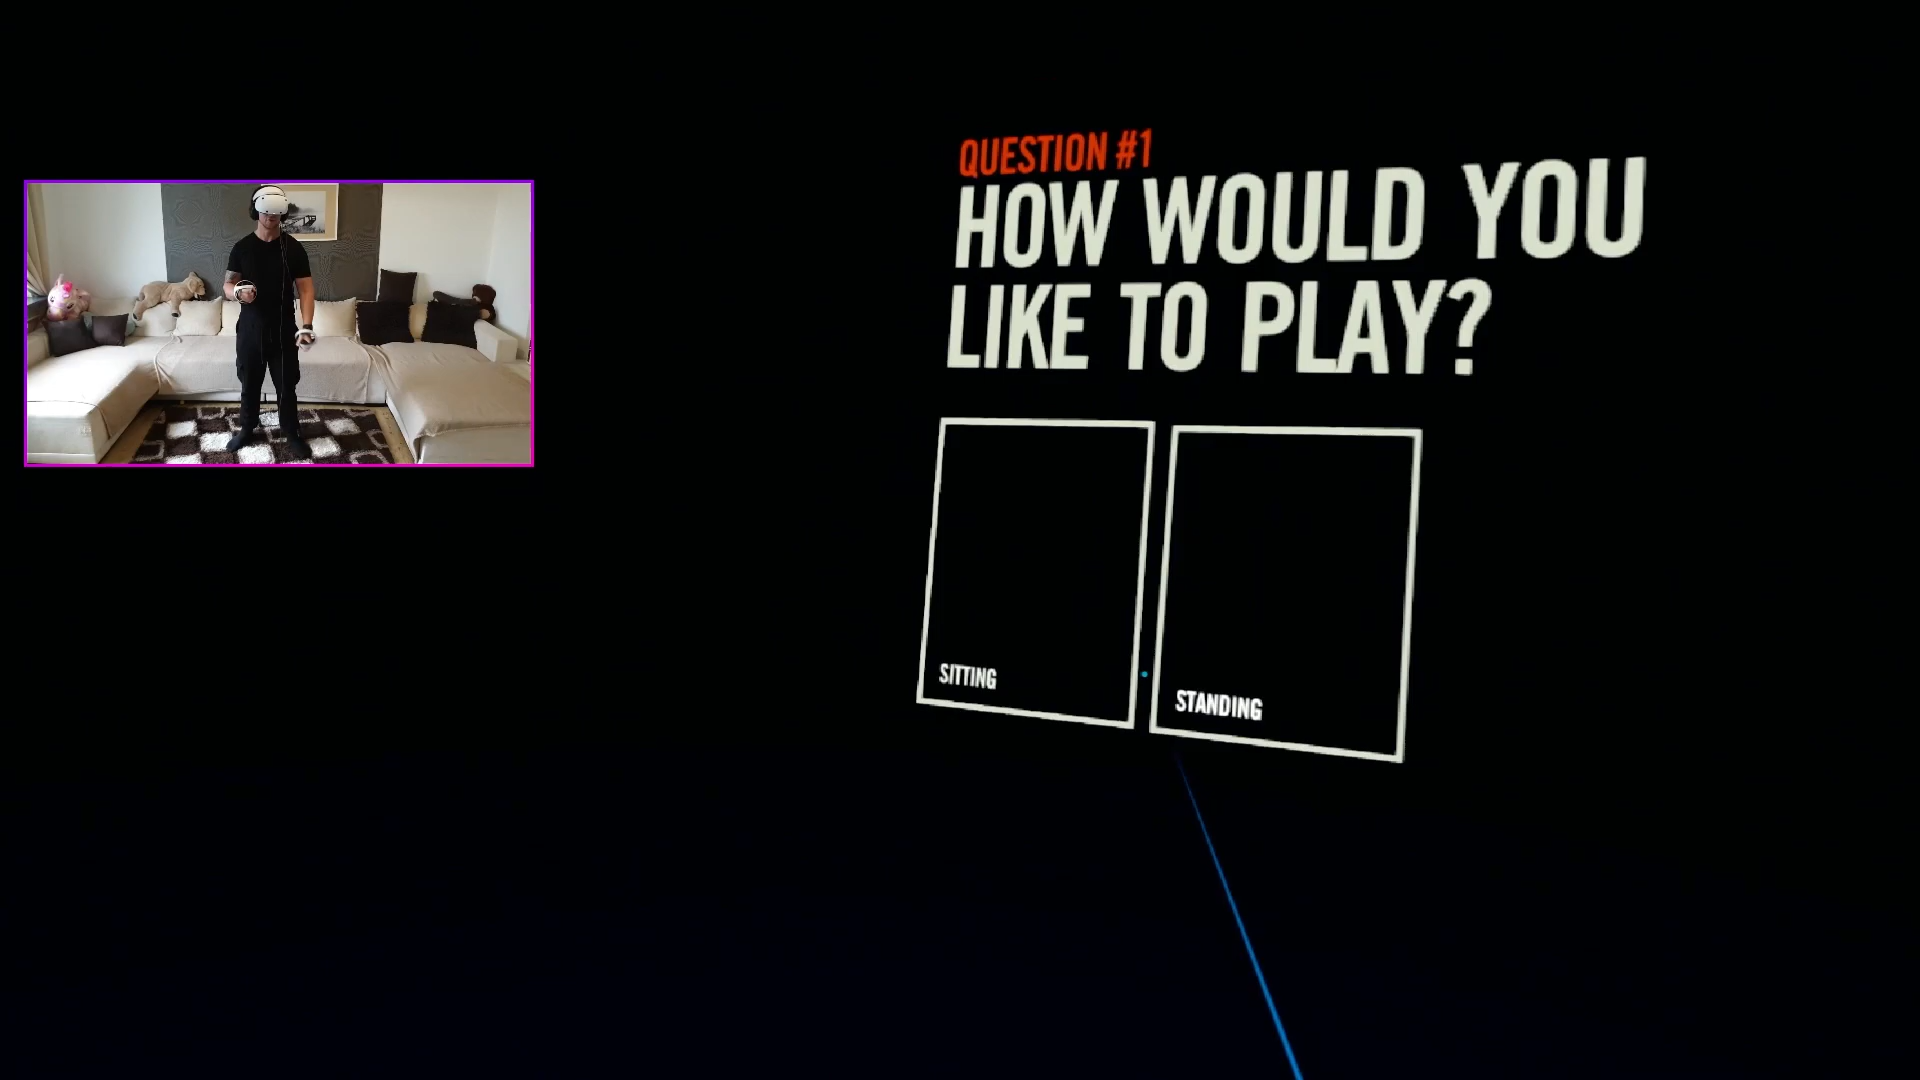 QUESTION #1
HOW WOULD YOU
LIKE TO PLAY?
SITTING
STANDING